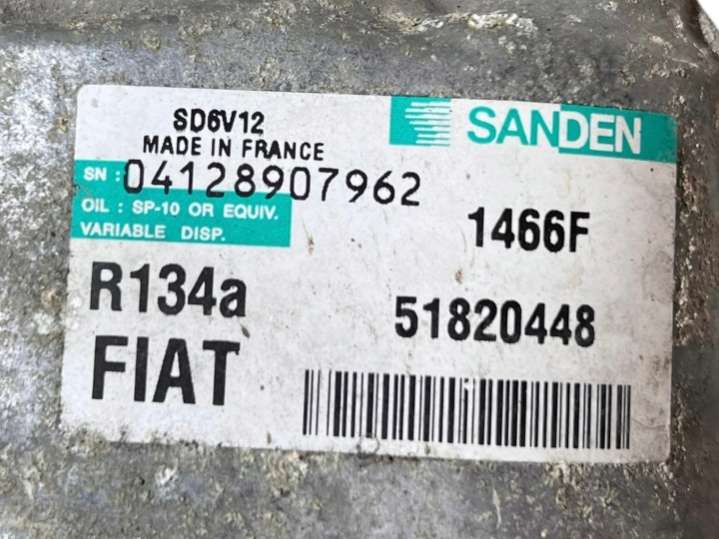 SD6V12
MADE IN FRANCE
SANDEN
SN : 04128907962
OIL : SP-10 OR EQUIV.
VARIABLE DISP.
1466F
R134a
51820448
FIAT